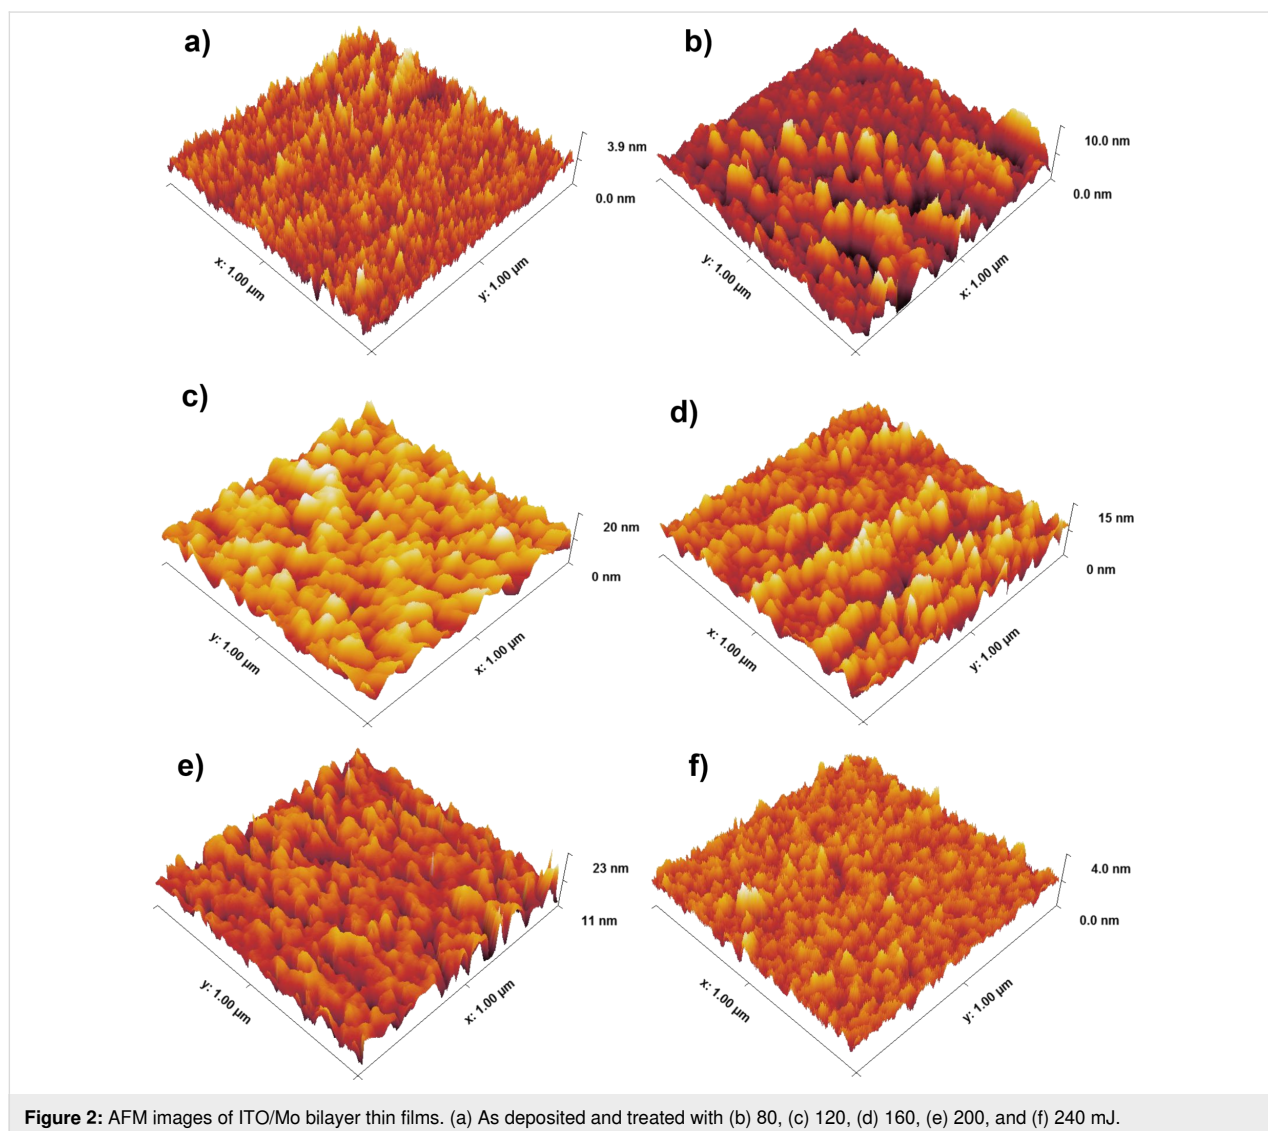 a)
3.9 nm
0.0 nm
x: 1.00 µm
y: 1.00 µm
b)
10.0 nm
0.0 nm
y: 1.00 µm
x: 1.00 µm
c)
20 nm
0 nm
y: 1.00 µm
x: 1.00 µm
d)
15 nm
0 nm
x: 1.00 µm
y: 1.00 µm
e)
23 nm
11 nm
y: 1.00 µm
x: 1.00 µm
f)
4.0 nm
0.0 nm
x: 1.00 µm
y: 1.00 µm
Figure 2: AFM images of ITO/Mo bilayer thin films. (a) As deposited and treated with (b) 80, (c) 120, (d) 160, (e) 200, and (f) 240 mJ.